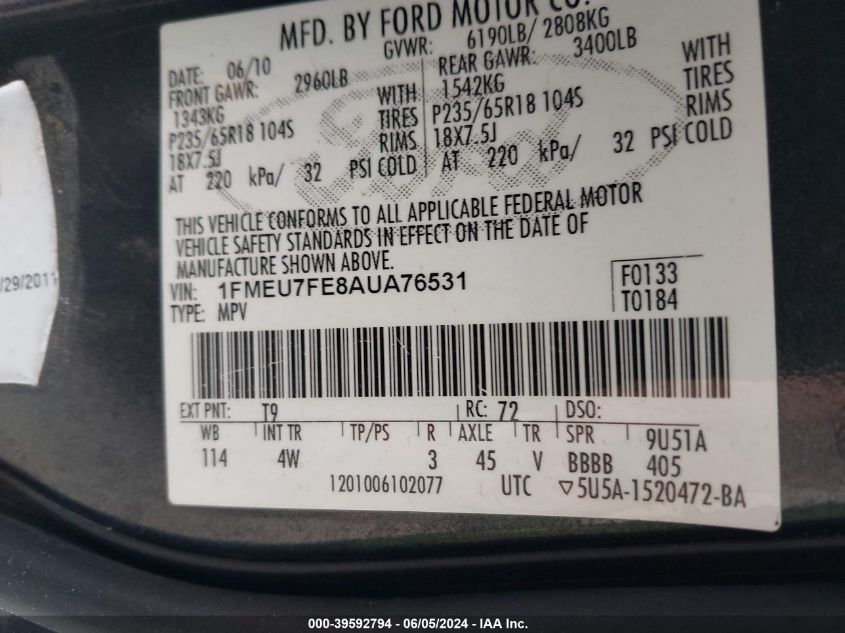 MFD. BY FORD MOTOR CO.
DATE: 06/10 GVWR: 6190LB/ 2808KG
FRONT GAWR: 2960LB REAR GAWR: 3400LB
1343KG WITH 1542KG WITH
P235/65R18 104S TIRES P235/65R18 104S TIRES
18X7.5J RIMS 18X7.5J RIMS
AT 220 kPa/ 32 PSI COLD AT 220 kPa/ 32 PSI COLD
THIS VEHICLE CONFORMS TO ALL APPLICABLE FEDERAL MOTOR
VEHICLE SAFETY STANDARDS IN EFFECT ON THE DATE OF
MANUFACTURE SHOWN ABOVE.
VIN: 1FMEU7FE8AUA76531 F0133
TYPE: MPV T0184
/29/2011
EXT PNT: T9 RC: 72 DSO:
WB INT TR TP/PS R AXLE TR SPR 9U51A
114 4W 3 45 V BBBB 405
1201006102077 UTC ▽5U5A-1520472-BA
000-39592794 - 06/05/2024 - IAA Inc.